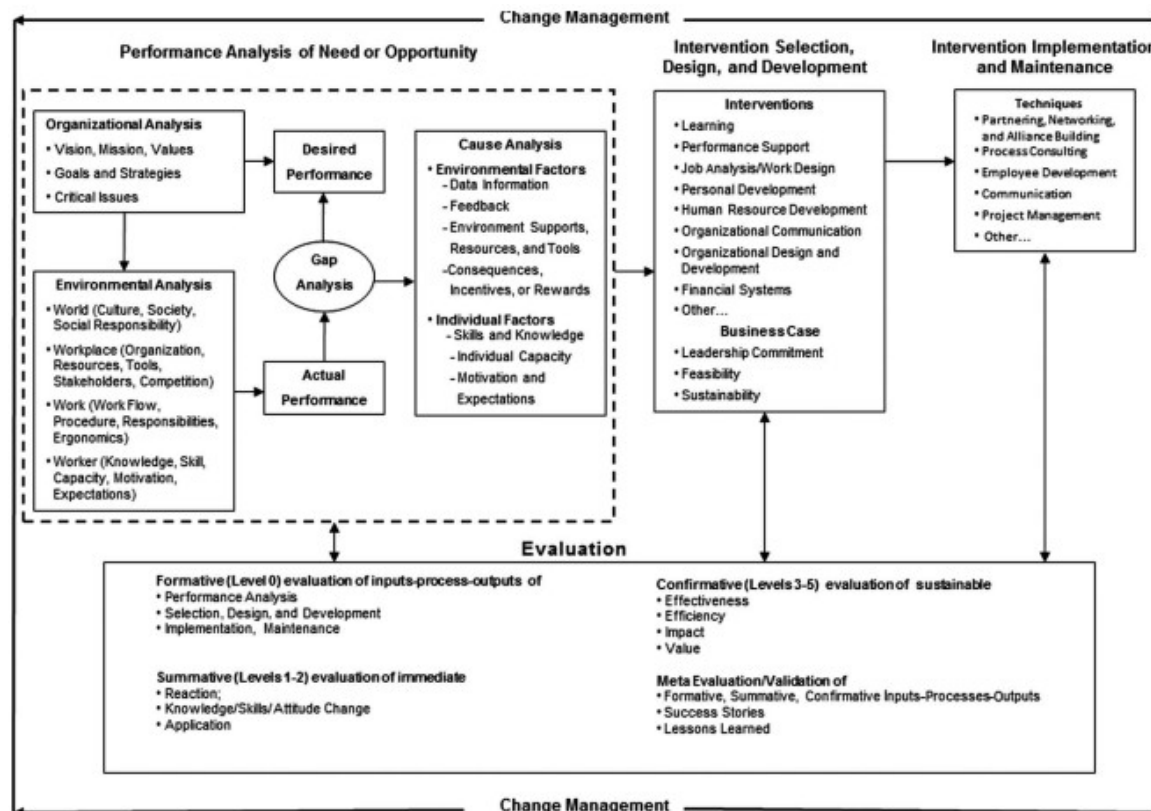 Change Management
Performance Analysis of Need or Opportunity
Organizational Analysis
• Vision, Mission, Values
• Goals and Strategies
• Critical Issues
Environmental Analysis
• World (Culture, Society,
Social Responsibility)
• Workplace (Organization,
Resources, Tools,
Stakeholders, Competition)
• Work (Work Flow,
Procedure, Responsibilities,
Ergonomics)
• Worker (Knowledge, Skill,
Capacity, Motivation,
Expectations)
Desired
Performance
Gap
Analysis
Actual
Performance
Cause Analysis
• Environmental Factors
- Data Information
- Feedback
- Environment Supports,
Resources, and Tools
- Consequences,
Incentives, or Rewards
• Individual Factors
- Skills and Knowledge
- Individual Capacity
- Motivation and
Expectations
Intervention Selection,
Design, and Development
Interventions
• Learning
• Performance Support
• Job Analysis/Work Design
• Personal Development
• Human Resource Development
• Organizational Communication
• Organizational Design and
Development
• Financial Systems
• Other...
Business Case
• Leadership Commitment
• Feasibility
• Sustainability
Intervention Implementation
and Maintenance
Techniques
• Partnering, Networking,
and Alliance Building
• Process Consulting
• Employee Development
• Communication
• Project Management
• Other...
Evaluation
Formative (Level 0) evaluation of inputs-process-outputs of
• Performance Analysis
• Selection, Design, and Development
• Implementation, Maintenance
Summative (Levels 1-2) evaluation of immediate
• Reaction;
• Knowledge/Skills/Attitude Change
• Application
Confirmative (Levels 3-5) evaluation of sustainable
• Effectiveness
• Efficiency
• Impact
• Value
Meta Evaluation/Validation of
• Formative, Summative, Confirmative Inputs-Processes-Outputs
• Success Stories
• Lessons Learned
Change Management